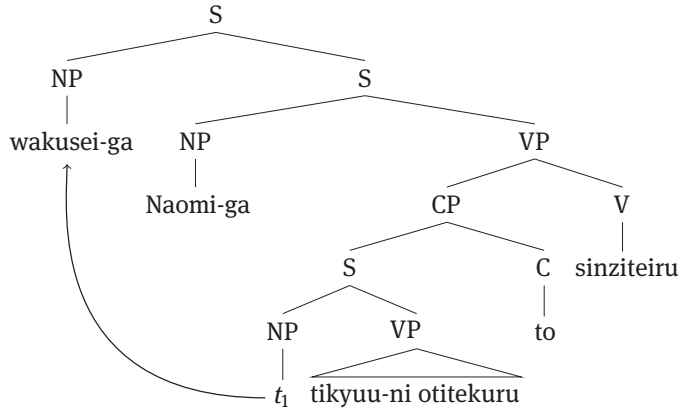 S
NP S
wakusei-ga NP VP
Naomi-ga CP V
S C sinziteiru
NP VP to
t₁ tikyuu-ni otitekuru